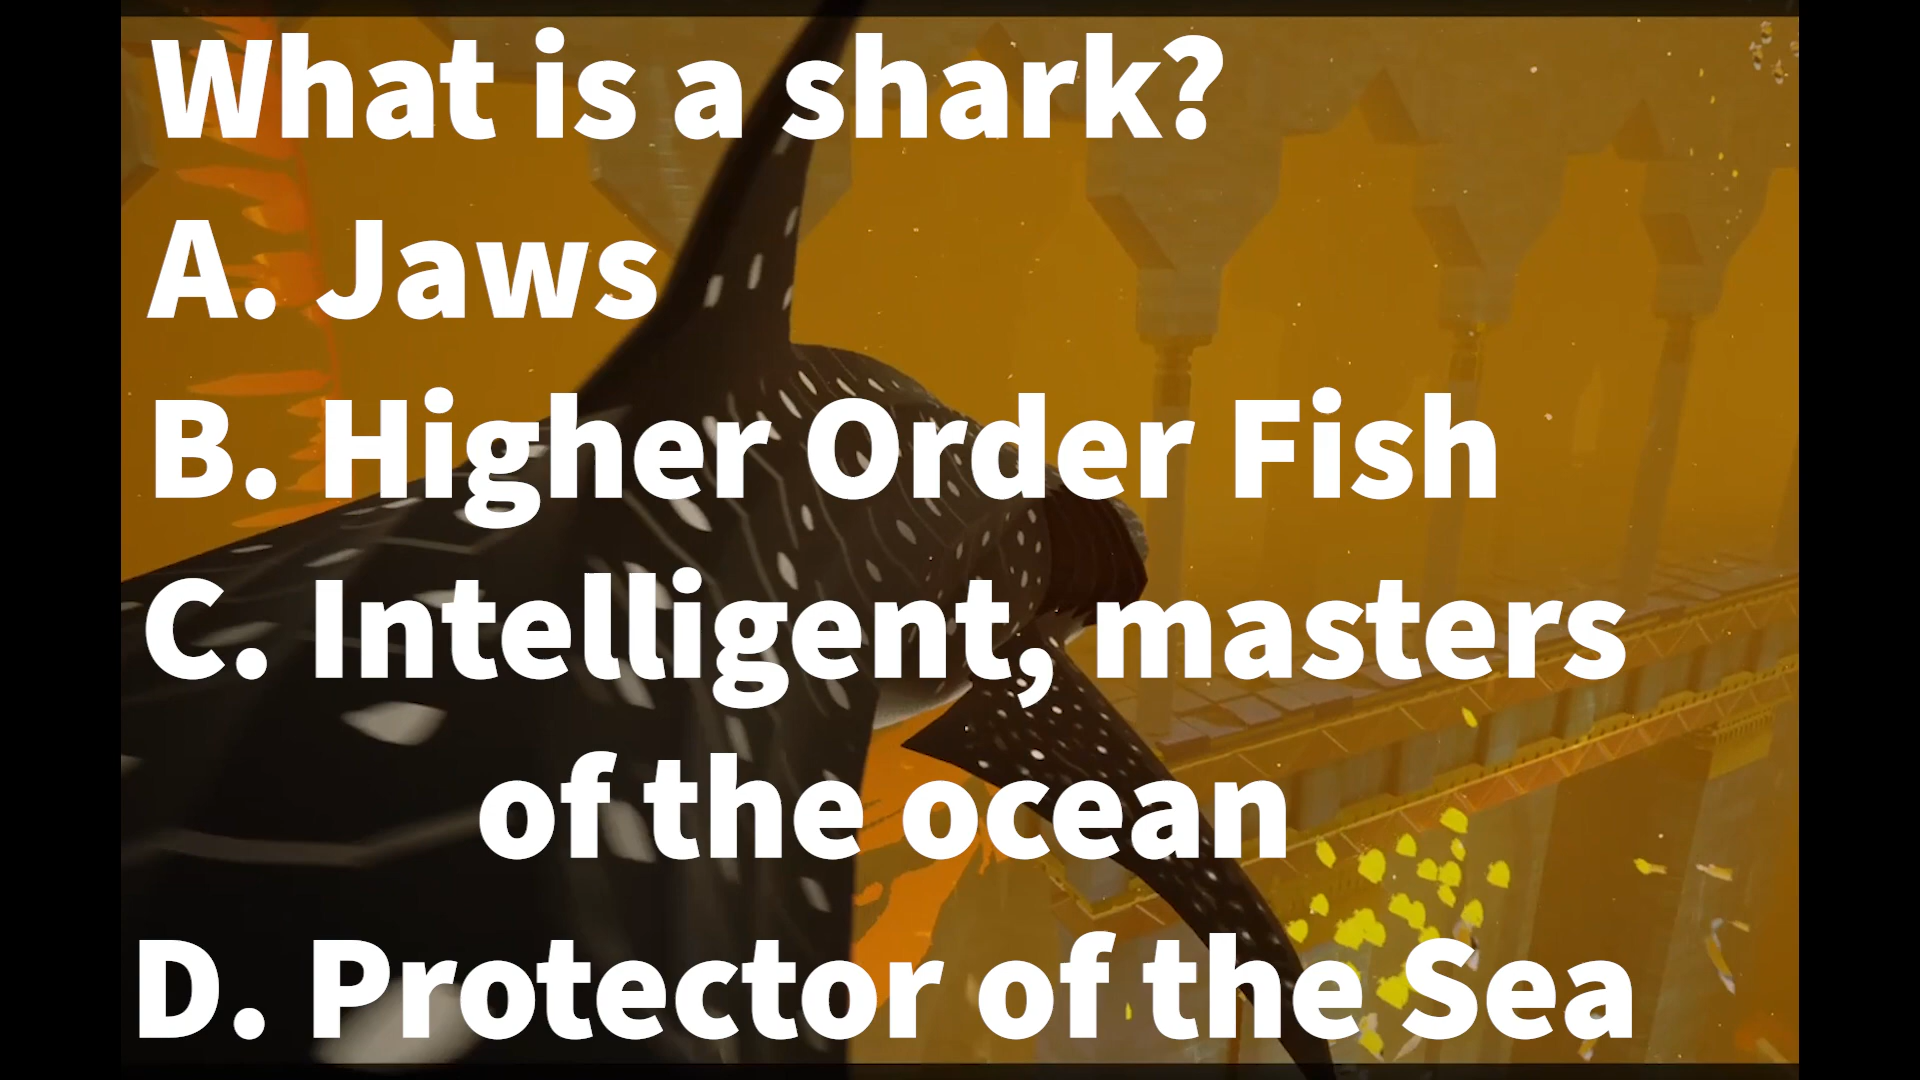 What is a shark?
A. Jaws
B. Higher Order Fish
C. Intelligent, masters
of the ocean
D. Protector of the Sea